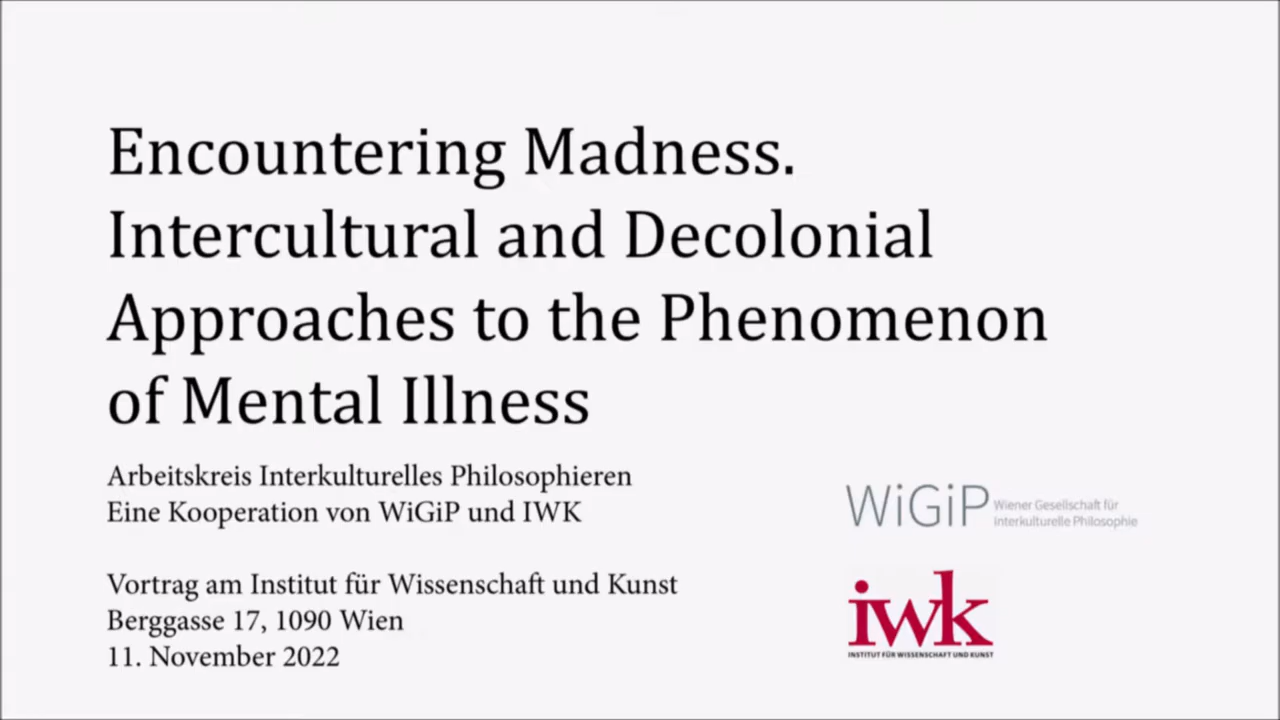 Encountering Madness.
Intercultural and Decolonial
Approaches to the Phenomenon
of Mental Illness
Arbeitskreis Interkulturelles Philosophieren
Eine Kooperation von WiGiP und IWK
WiGiP Wiener Gesellschaft für
interkulturelle Philosophie
Vortrag am Institut für Wissenschaft und Kunst
Berggasse 17, 1090 Wien
11. November 2022
iwk
INSTITUT FÜR WISSENSCHAFT UND KUNST